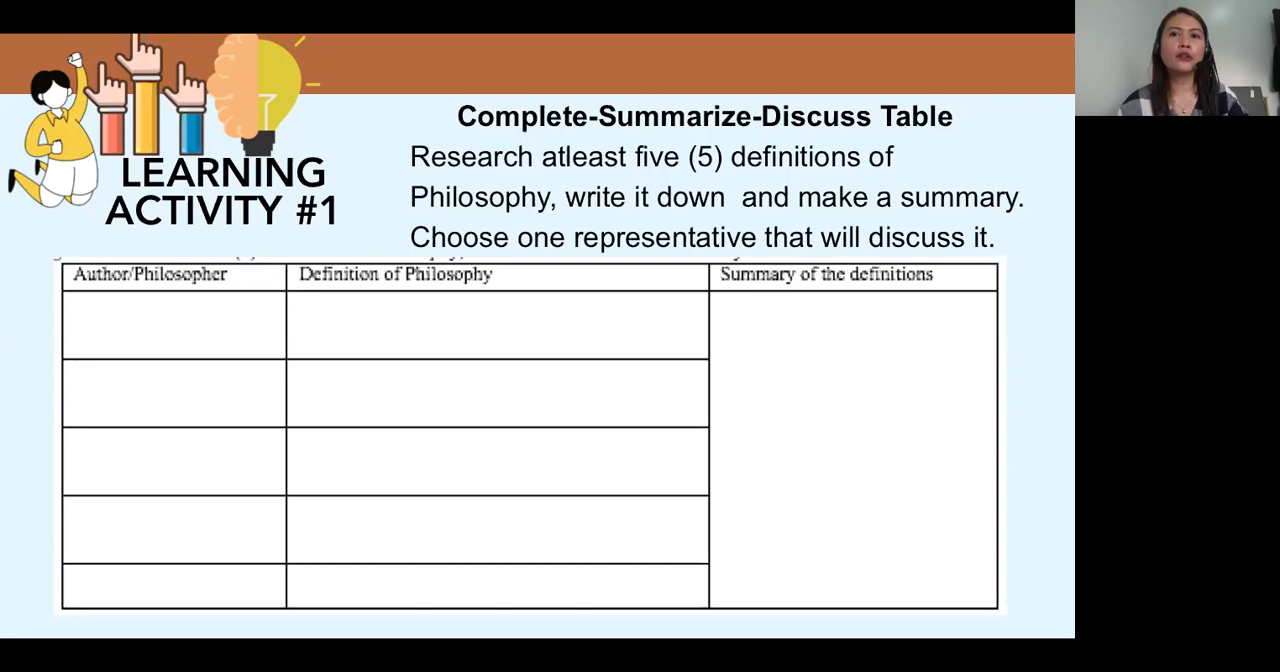 LEARNING
ACTIVITY #1
Complete-Summarize-Discuss Table
Research atleast five (5) definitions of
Philosophy, write it down and make a summary.
Choose one representative that will discuss it.
Author/Philosopher
Definition of Philosophy
Summary of the definitions